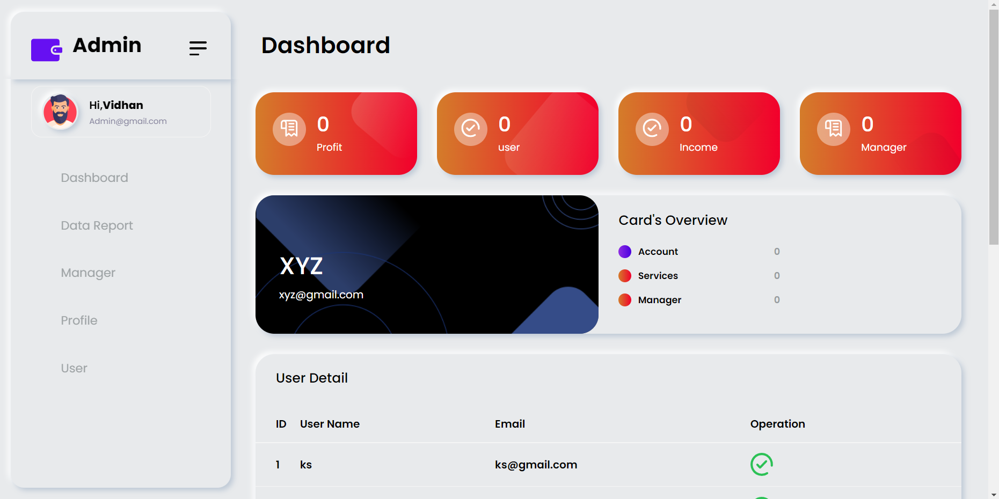 Admin
Hi,Vidhan
Admin@gmail.com
Dashboard
Data Report
Manager
Profile
User
Dashboard
0
Profit
0
user
0
Income
0
Manager
XYZ
xyz@gmail.com
Card's Overview
Account 0
Services 0
Manager 0
User Detail
ID User Name Email Operation
1 ks ks@gmail.com